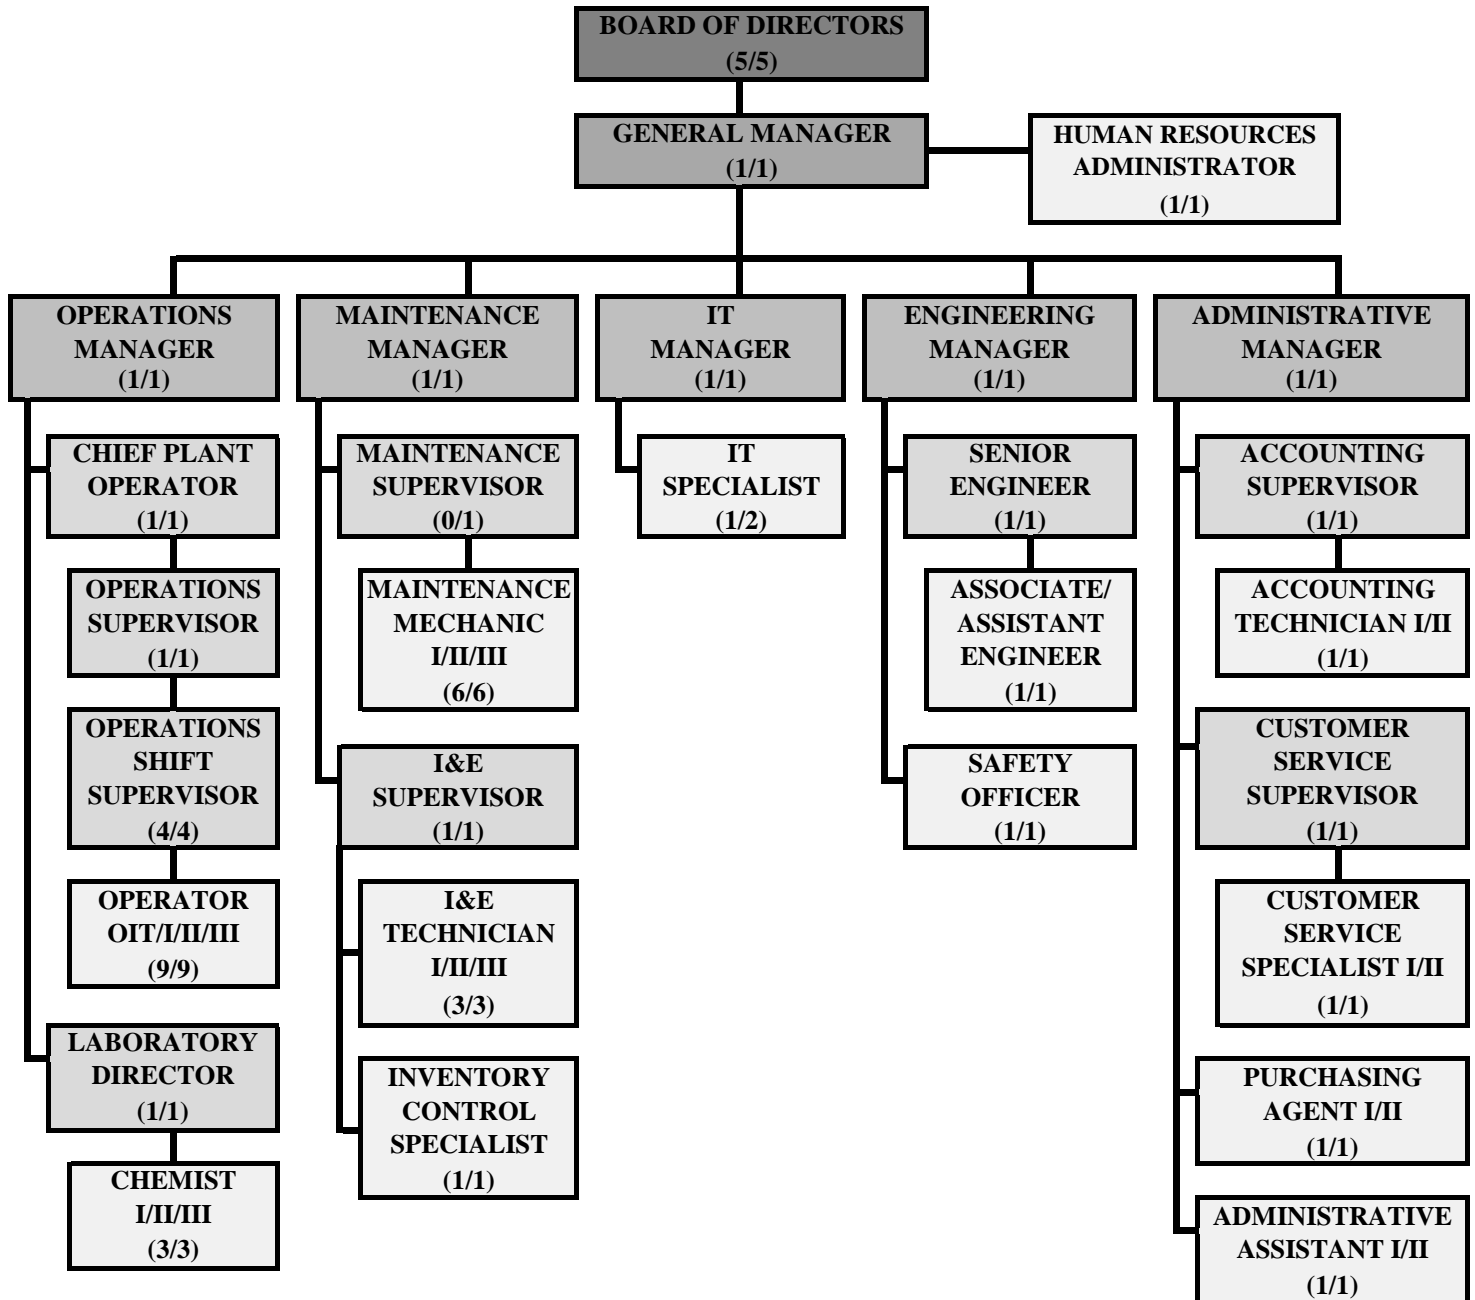 BOARD OF DIRECTORS
(5/5)
GENERAL MANAGER
(1/1)
HUMAN RESOURCES
ADMINISTRATOR
(1/1)
OPERATIONS
MANAGER
(1/1)
MAINTENANCE
MANAGER
(1/1)
IT
MANAGER
(1/1)
ENGINEERING
MANAGER
(1/1)
ADMINISTRATIVE
MANAGER
(1/1)
CHIEF PLANT
OPERATOR
(1/1)
OPERATIONS
SUPERVISOR
(1/1)
OPERATIONS
SHIFT
SUPERVISOR
(4/4)
OPERATOR
OIT/I/II/III
(9/9)
LABORATORY
DIRECTOR
(1/1)
CHEMIST
I/II/III
(3/3)
MAINTENANCE
SUPERVISOR
(0/1)
MAINTENANCE
MECHANIC
I/II/III
(6/6)
I&E
SUPERVISOR
(1/1)
I&E
TECHNICIAN
I/II/III
(3/3)
INVENTORY
CONTROL
SPECIALIST
(1/1)
IT
SPECIALIST
(1/2)
SENIOR
ENGINEER
(1/1)
ASSOCIATE/
ASSISTANT
ENGINEER
(1/1)
SAFETY
OFFICER
(1/1)
ACCOUNTING
SUPERVISOR
(1/1)
ACCOUNTING
TECHNICIAN I/II
(1/1)
CUSTOMER
SERVICE
SUPERVISOR
(1/1)
CUSTOMER
SERVICE
SPECIALIST I/II
(1/1)
PURCHASING
AGENT I/II
(1/1)
ADMINISTRATIVE
ASSISTANT I/II
(1/1)